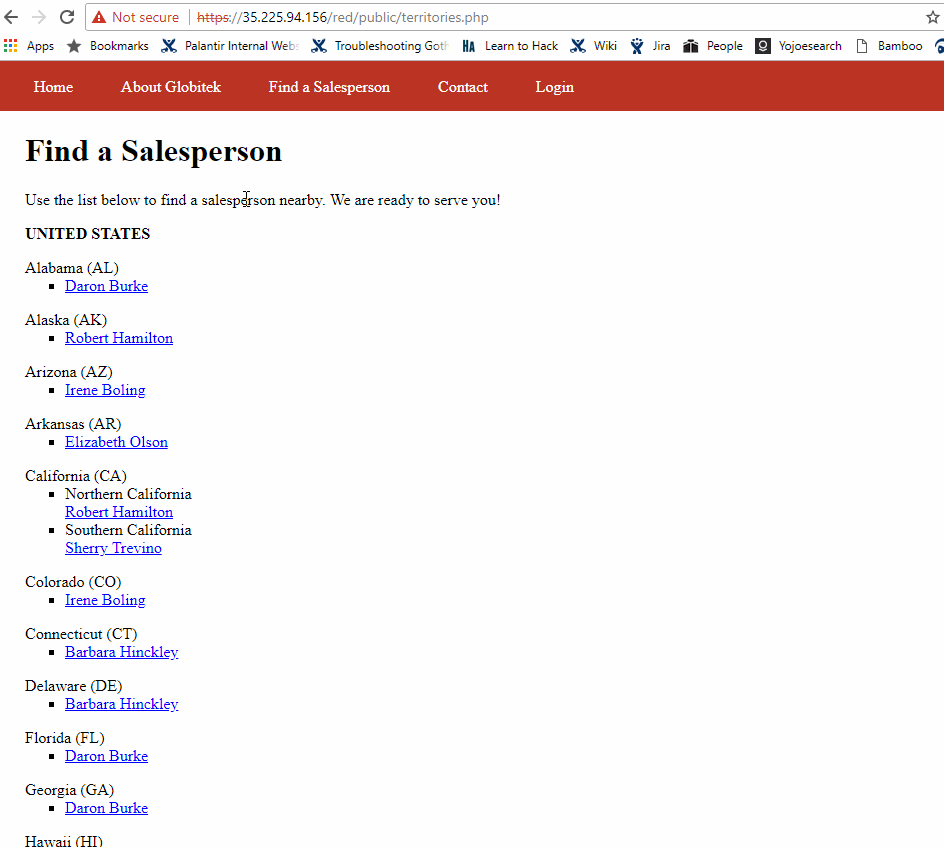 Not secure | https://35.225.94.156/red/public/territories.php
Apps Bookmarks Palantir Internal Web Troubleshooting Goth HA Learn to Hack Wiki Jira People Yojoesearch Bamboo
Home About Globitek Find a Salesperson Contact Login
Find a Salesperson
Use the list below to find a salesperson nearby. We are ready to serve you!
UNITED STATES
Alabama (AL)
Daron Burke
Alaska (AK)
Robert Hamilton
Arizona (AZ)
Irene Boling
Arkansas (AR)
Elizabeth Olson
California (CA)
Northern California
Robert Hamilton
Southern California
Sherry Trevino
Colorado (CO)
Irene Boling
Connecticut (CT)
Barbara Hinckley
Delaware (DE)
Barbara Hinckley
Florida (FL)
Daron Burke
Georgia (GA)
Daron Burke
Hawaii (HI)